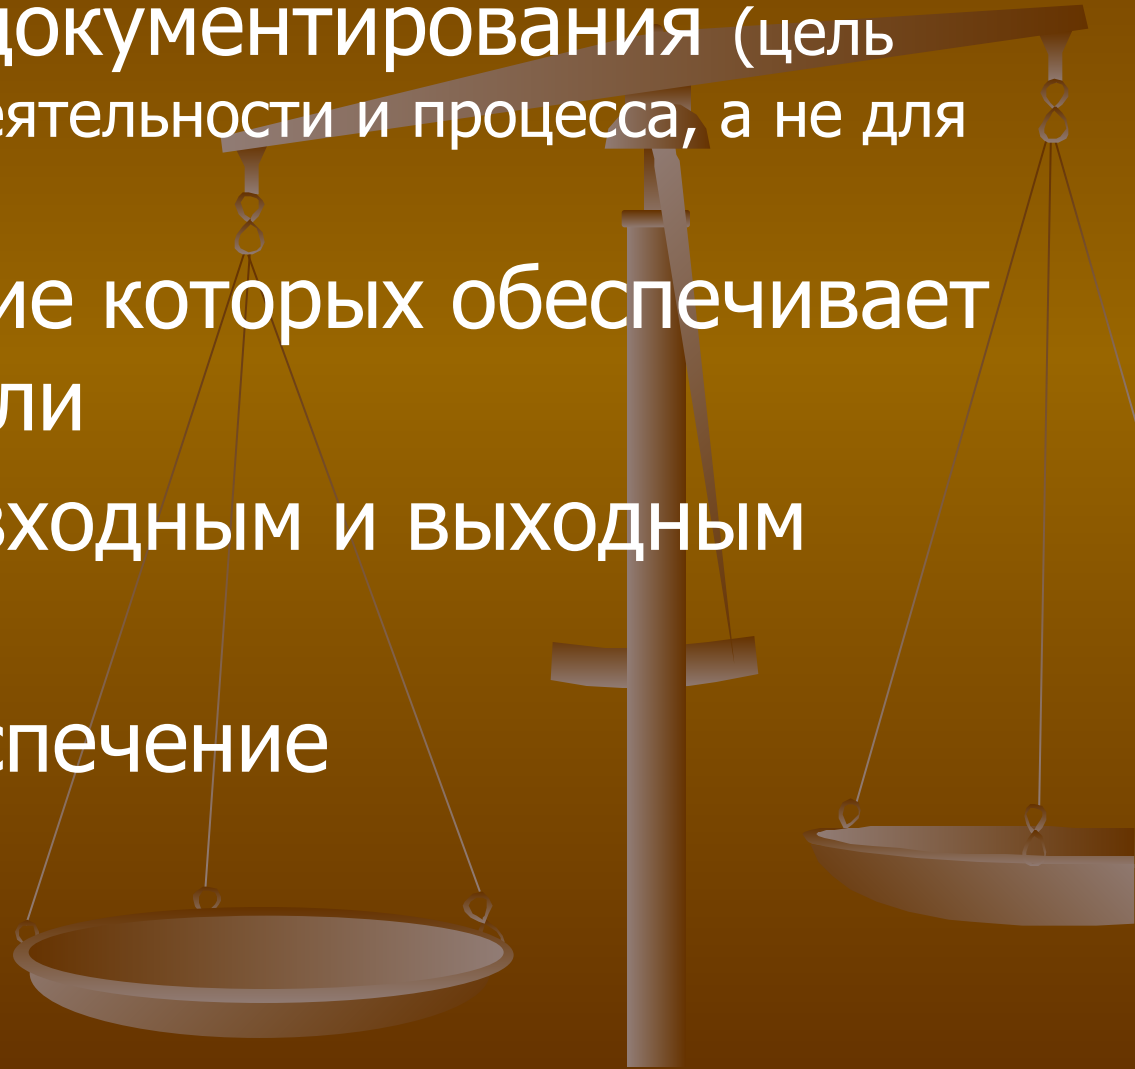 документирования (цель
еятельности и процесса, а не для
ие которых обеспечивает
ли
входным и выходным
спечение